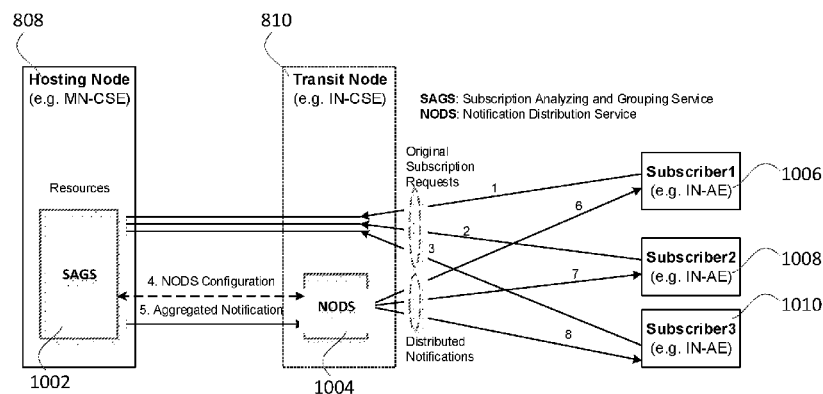 808
810
Hosting Node
(e.g. MN-CSE)
Transit Node
(e.g. IN-CSE)
SAGS: Subscription Analyzing and Grouping Service
NODS: Notification Distribution Service
Original
Subscription
Requests
Resources
SAGS
1
2
3
6
7
8
4. NODS Configuration
5. Aggregated Notification
NODS
Distributed
Notifications
Subscriber1
(e.g. IN-AE)
1006
Subscriber2
(e.g. IN-AE)
1008
Subscriber3
(e.g. IN-AE)
1010
1002
1004